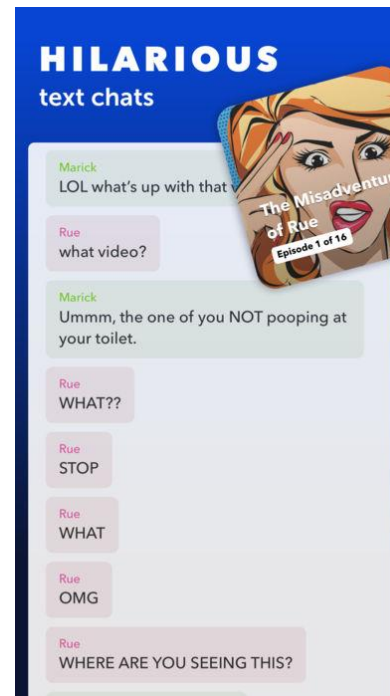 HILARIOUS
text chats
The Misadventu
of Rue
Episode 1 of 16
Marick
LOL what's up with that
Rue
what video?
Marick
Ummm, the one of you NOT pooping at
your toilet.
Rue
WHAT??
Rue
STOP
Rue
WHAT
Rue
OMG
Rue
WHERE ARE YOU SEEING THIS?